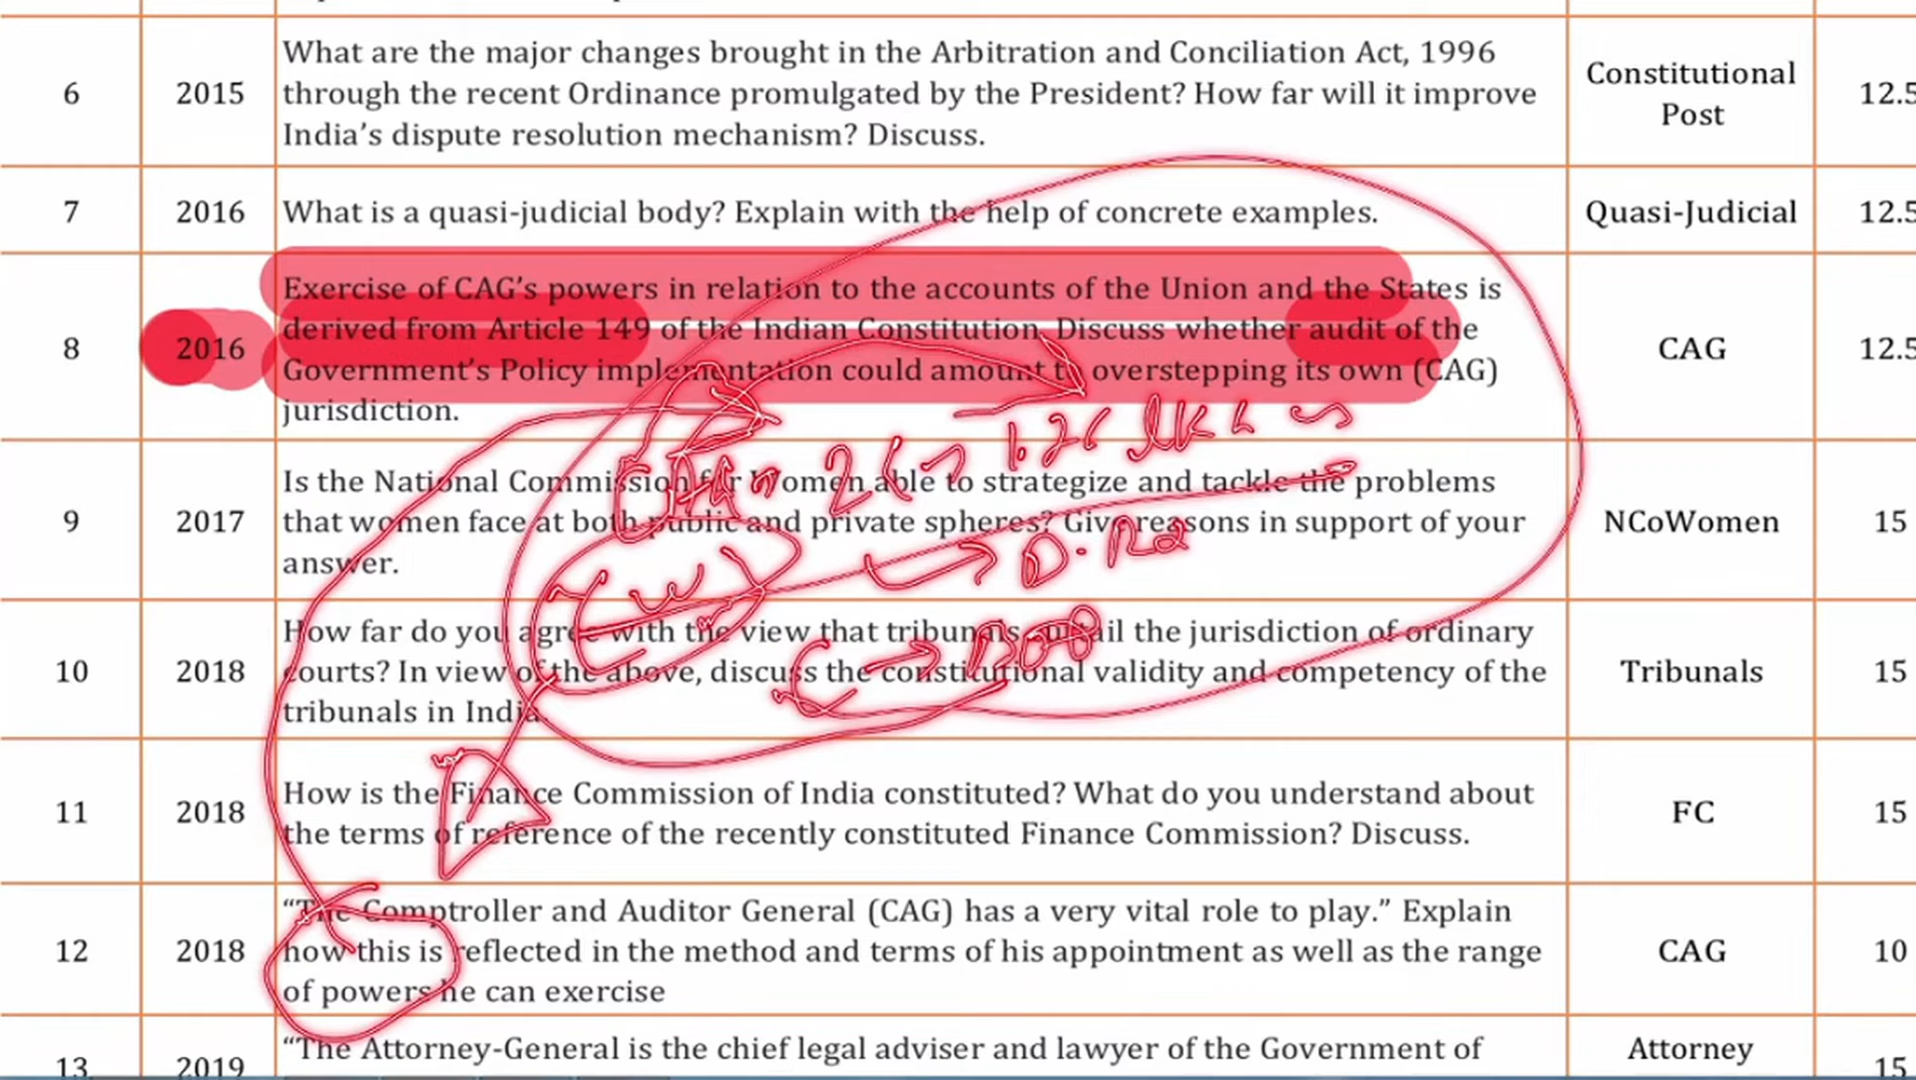 6
2015
What are the major changes brought in the Arbitration and Conciliation Act, 1996
through the recent Ordinance promulgated by the President? How far will it improve
India’s dispute resolution mechanism? Discuss.
Constitutional
Post
12.5
7
2016
What is a quasi-judicial body? Explain with the help of concrete examples.
Quasi-Judicial
12.5
8
2016
Exercise of CAG’s powers in relation to the accounts of the Union and the States is
derived from Article 149 of the Indian Constitution. Discuss whether audit of the
Government’s Policy implementation could amount to overstepping its own (CAG)
jurisdiction.
CAG
12.5
9
2017
Is the National Commission for Women able to strategize and tackle the problems
that women face at both public and private spheres? Give reasons in support of your
answer.
NCoWomen
15
10
2018
How far do you agree with the view that tribunals curtail the jurisdiction of ordinary
courts? In view of the above, discuss the constitutional validity and competency of the
tribunals in India.
Tribunals
15
11
2018
How is the Finance Commission of India constituted? What do you understand about
the terms of reference of the recently constituted Finance Commission? Discuss.
FC
15
12
2018
“The Comptroller and Auditor General (CAG) has a very vital role to play.” Explain
how this is reflected in the method and terms of his appointment as well as the range
of powers he can exercise
CAG
10
13
2019
“The Attorney-General is the chief legal adviser and lawyer of the Government of
Attorney
15